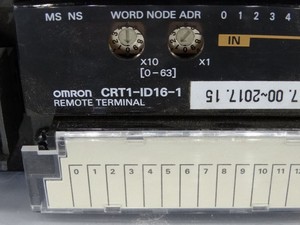 MS NS WORD NODE ADR 0 1 2 3 4
IN
x10 x1
[0-63]
OMRON CRT1-ID16-1
REMOTE TERMINAL
7. 00~2017. 15
0 1 2 3 4 5 6 7 8 9 10 11 12